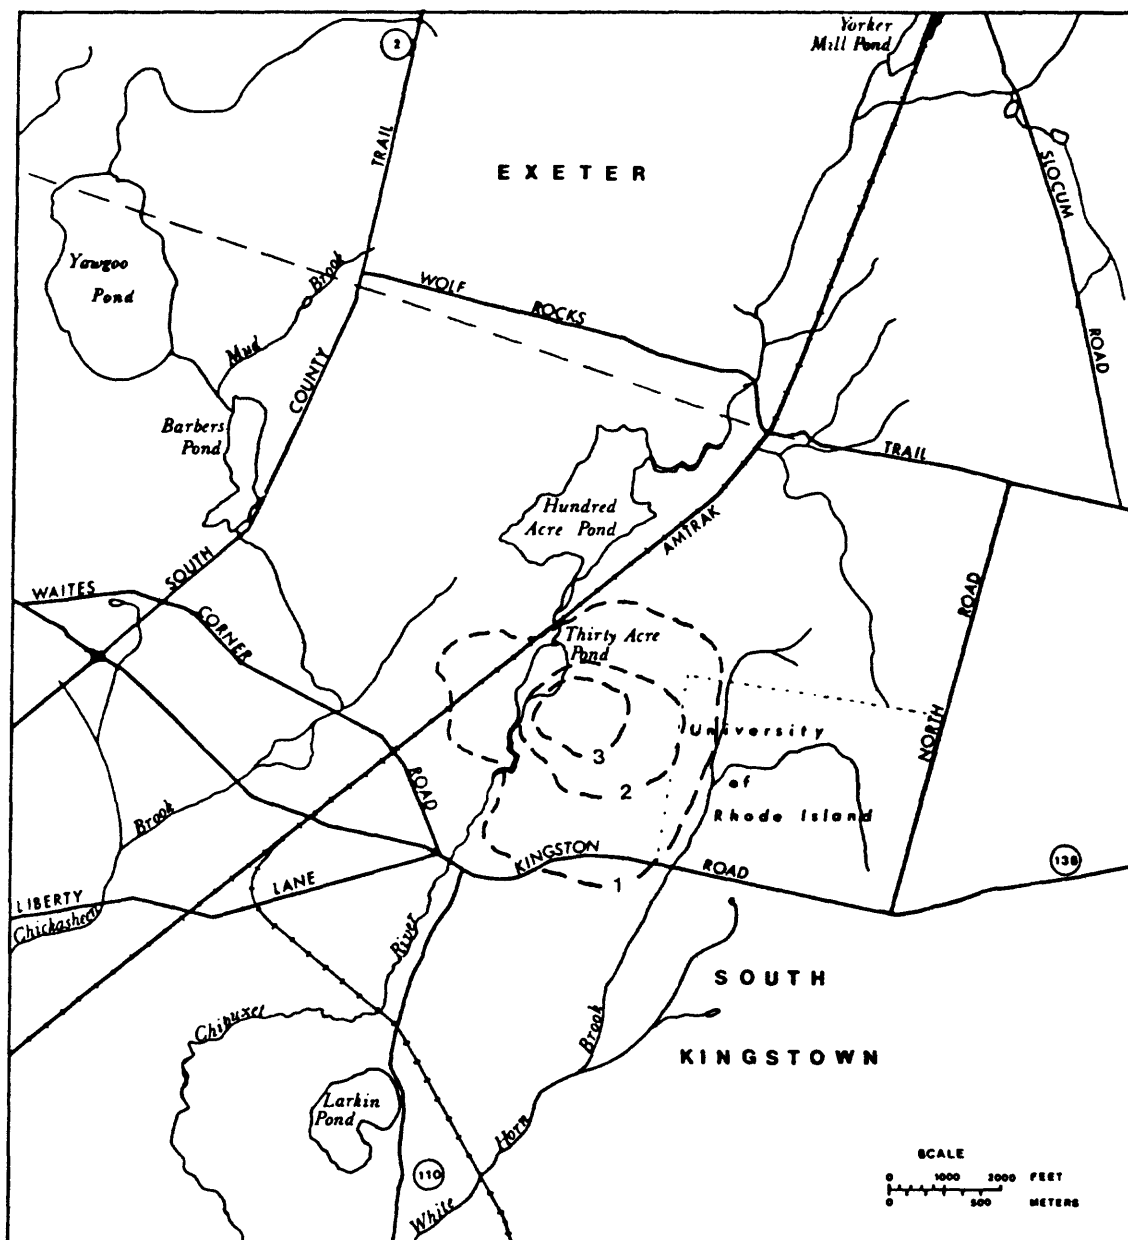 Yorker
Mill Pond
2
TRAIL
EXETER
SLOCUM
Yawgoo
Pond
Brook
WOLF
ROCKS
Mud
COUNTY
ROAD
Barbers
Pond
TRAIL
Hundred
Acre Pond
AMTRAK
SOUTH
WAITES
CORNER
ROAD
Thirty Acre
Pond
NORTH
University
3
2
of
Rhode Island
ROAD
Brook
KINGSTON
ROAD
138
LIBERTY
LANE
1
Chickasheen
River
SOUTH
KINGSTOWN
Chipuxet
Brook
Larkin
Pond
Horn
White
110
SCALE
0 1000 2000 FEET
0 500 METERS